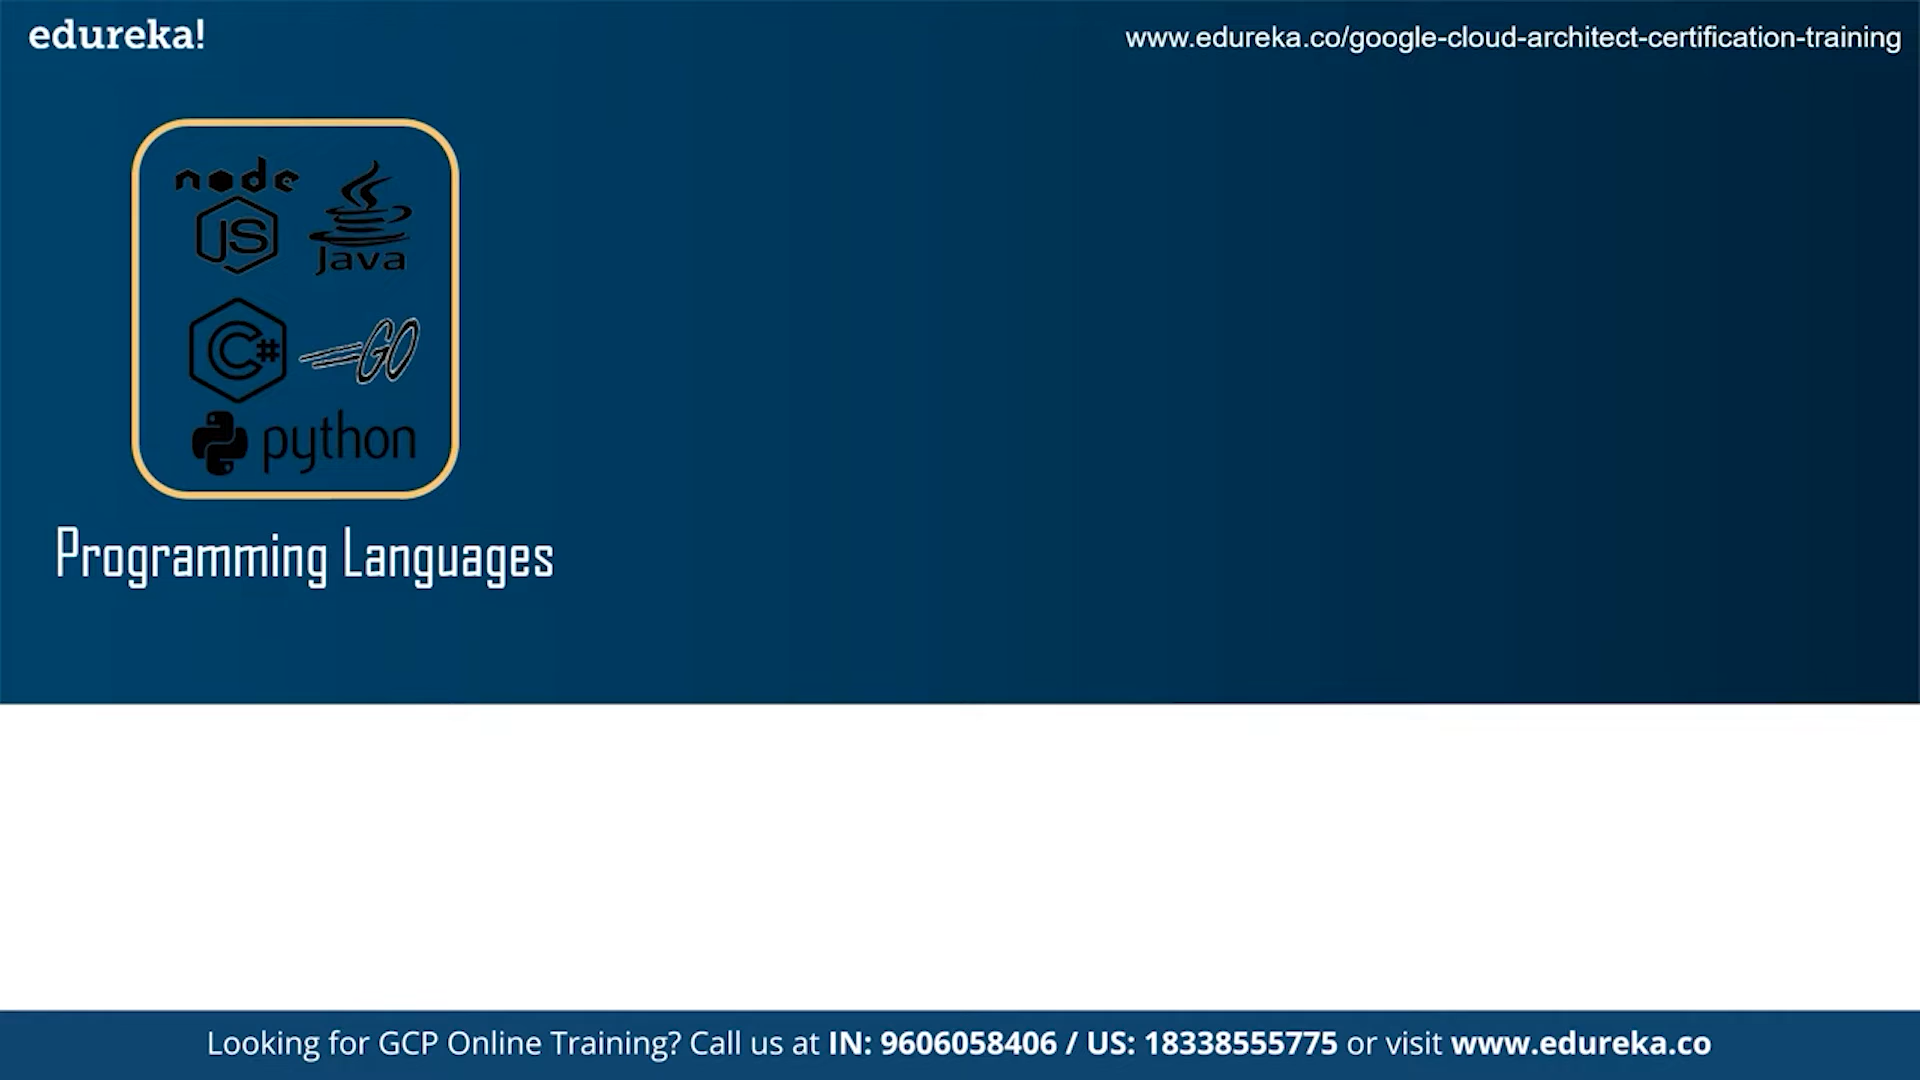 edureka!
www.edureka.co/google-cloud-architect-certification-training
node
JS
Java
C#
GO
python
Programming Languages
Looking for GCP Online Training? Call us at IN: 9606058406 / US: 18338555775 or visit www.edureka.co